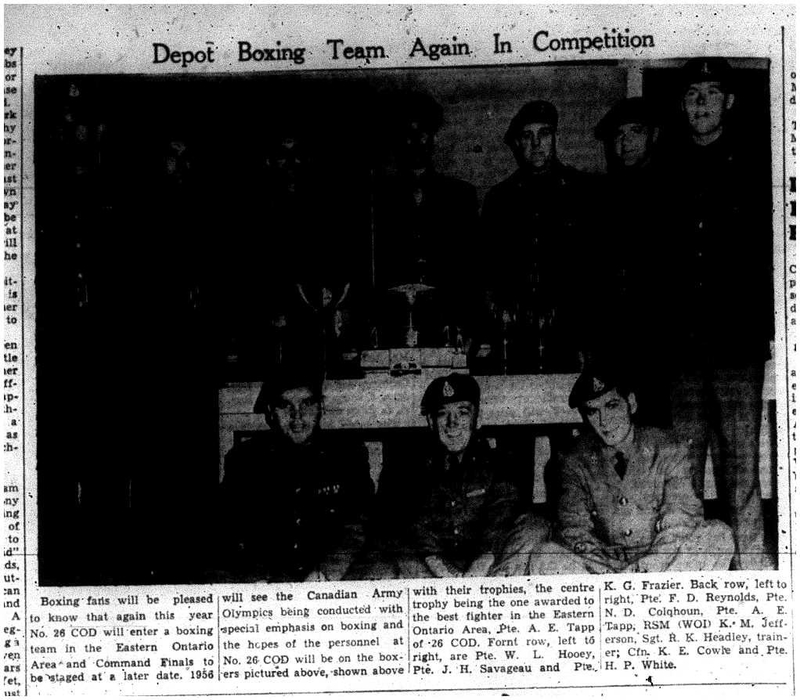 Depot Boxing Team Again In Competition
Boxing fans will be pleased
to know that again this year
No. 26 COD will enter a boxing
team in the Eastern Ontario
Area and Command Finals to
be staged at a later date. 1956
will see the Canadian Army
Olympics being conducted with
special emphasis on boxing and
the hopes of the personnel at
No. 26 COD will be on the box-
ers pictured above, shown above
with their trophies, the centre
trophy being the one awarded to
the best fighter in the Eastern
Ontario Area, Pte. A. E. Tapp
of 26 COD. Fornt row, left to
right, are Pte. W. L. Hooey,
Pte. J. H. Savageau and Pte.
K. G. Frazier. Back row, left to
right, Pte. F. D. Reynolds, Pte.
N. D. Colqhoun, Pte. A. E.
Tapp, RSM (WO1) K. M. Jeff-
erson, Sgt. R. K. Headley, train-
er; Cfn. K. E. Cowle and Pte.
H. P. White.